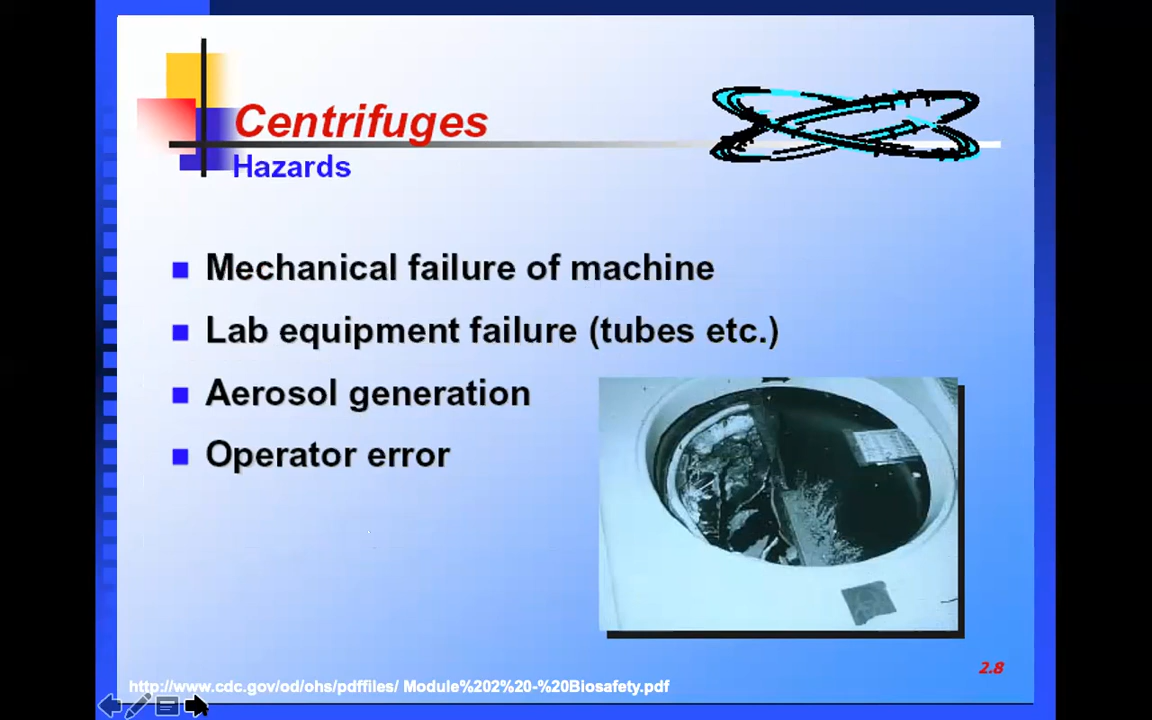 Centrifuges
Hazards
Mechanical failure of machine
Lab equipment failure (tubes etc.)
Aerosol generation
Operator error
2.8
http://www.cdc.gov/od/ohs/pdffiles/ Module%202%20-%20Biosafety.pdf